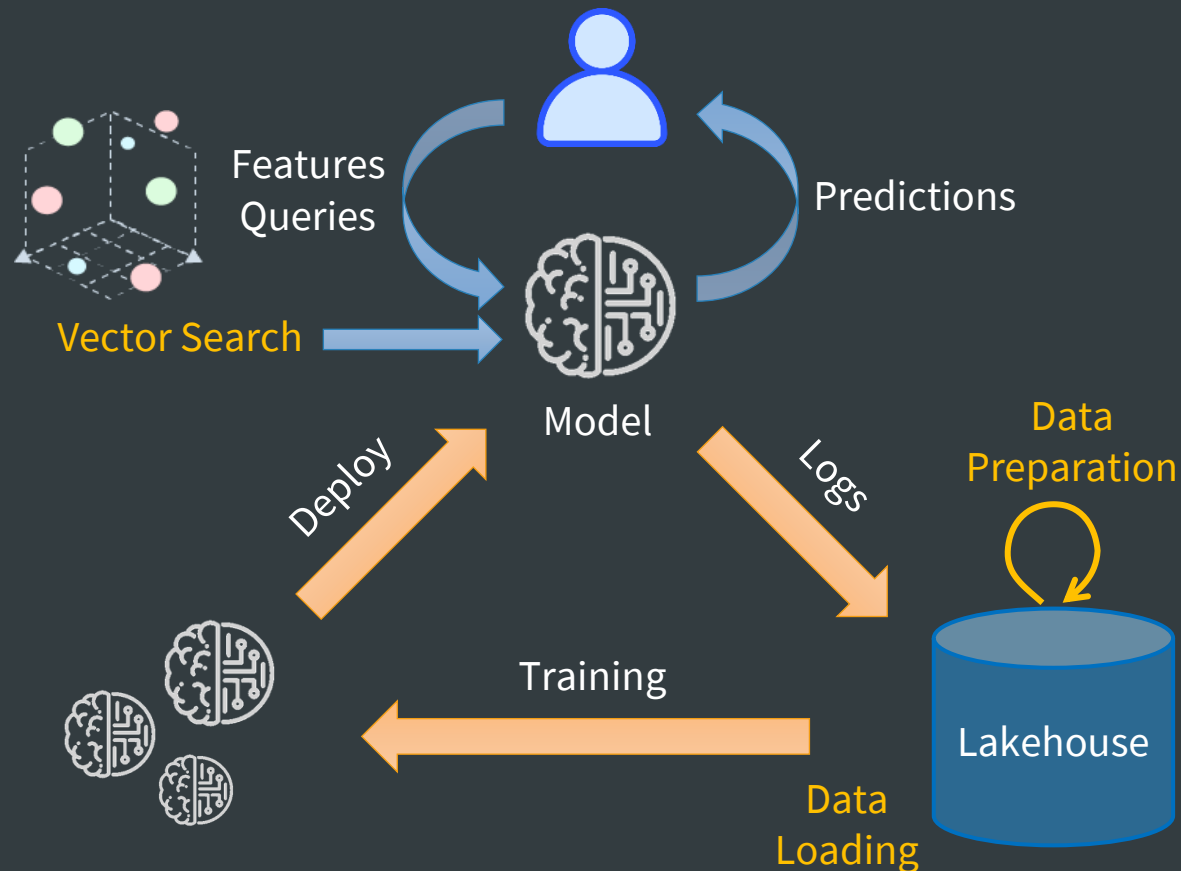 Features
Queries
Predictions
Vector Search
Model
Data
Preparation
Deploy
Logs
Training
Lakehouse
Data
Loading